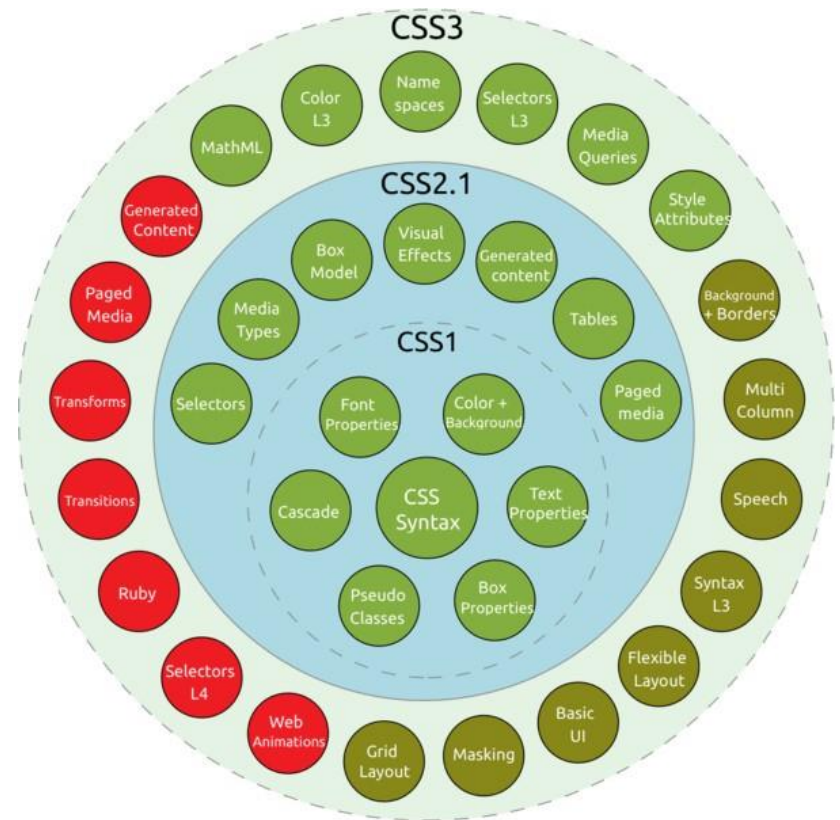 CSS3
Name
spaces
Selectors
L3
Media
Queries
Style
Attributes
Background
+ Borders
Multi
Column
Speech
Syntax
L3
Flexible
Layout
Basic
UI
Masking
Grid
Layout
Web
Animations
Selectors
L4
Ruby
Transitions
Transforms
Paged
Media
Generated
Content
MathML
Color
L3
CSS2.1
Selectors
Media
Types
Box
Model
Visual
Effects
Generated
content
Tables
Paged
media
CSS1
Font
Properties
Color +
Background
Cascade
CSS
Syntax
Text
Properties
Pseudo
Classes
Box
Properties